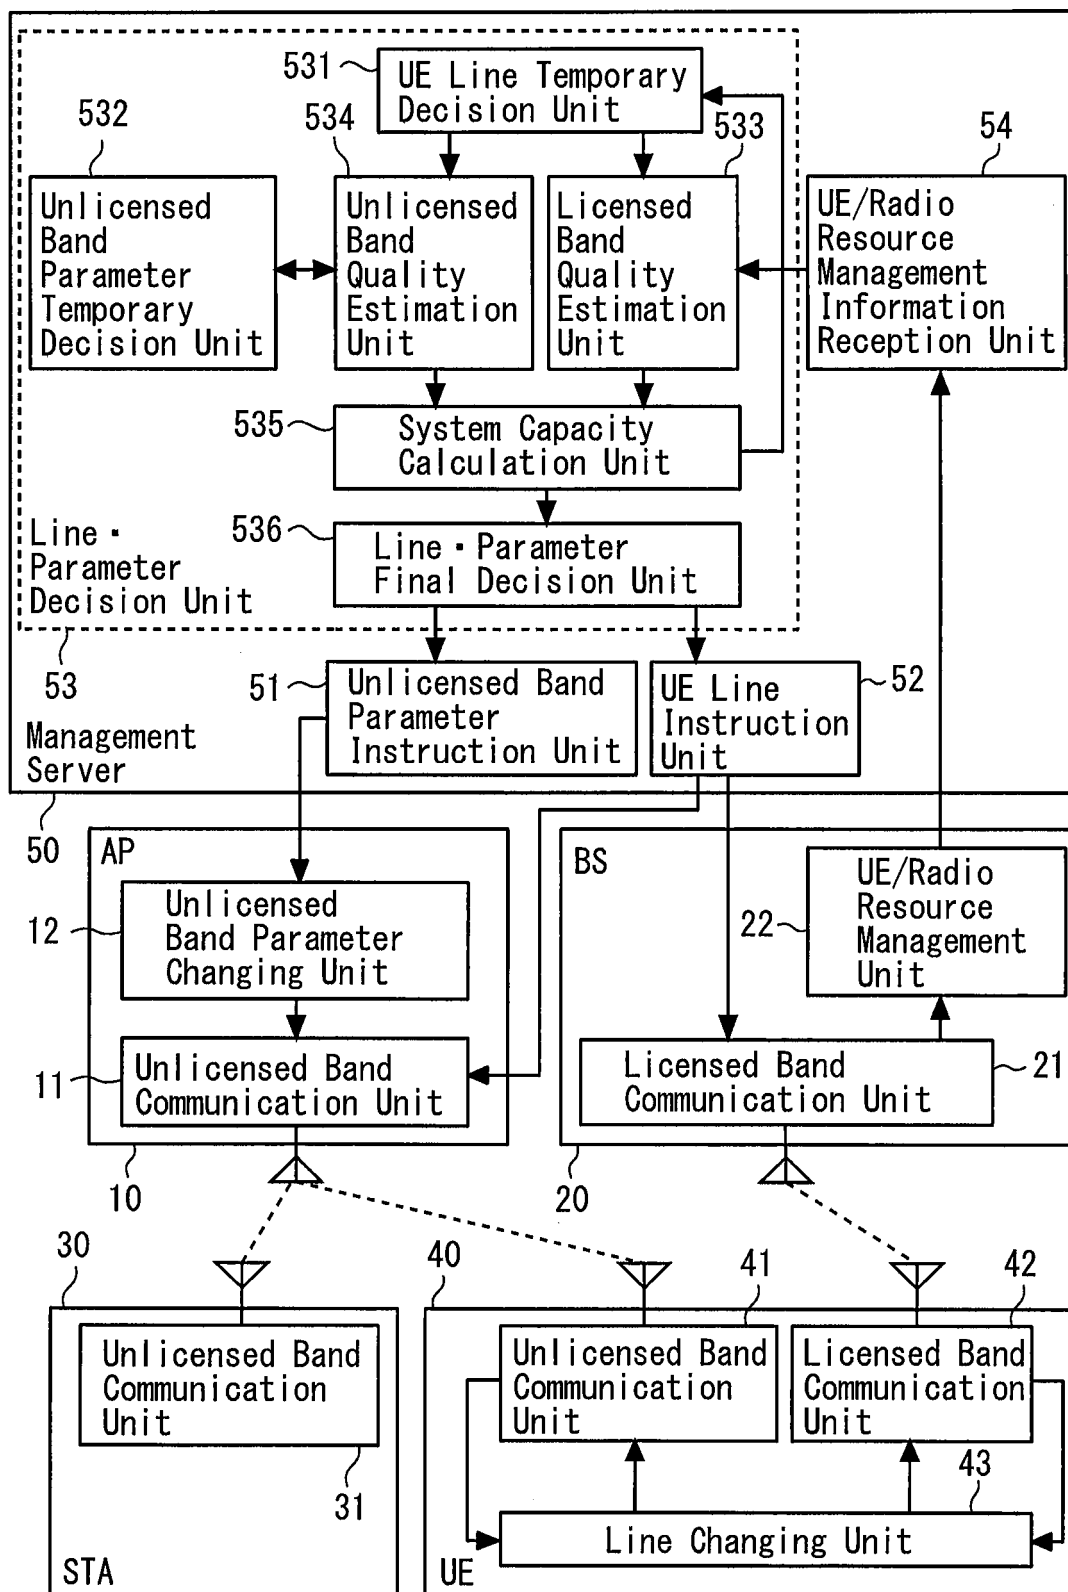 531
UE Line Temporary
Decision Unit
532
534
533
54
Unlicensed
Band
Parameter
Temporary
Decision Unit
Unlicensed
Band
Quality
Estimation
Unit
Licensed
Band
Quality
Estimation
Unit
UE/Radio
Resource
Management
Information
Reception Unit
535
System Capacity
Calculation Unit
536
Line・Parameter
Final Decision Unit
Line・
Parameter
Decision Unit
53
51
Unlicensed Band
Parameter
Instruction Unit
UE Line
Instruction
Unit
52
Management
Server
50
AP
12
Unlicensed
Band Parameter
Changing Unit
11
Unlicensed Band
Communication Unit
10
BS
22
UE/Radio
Resource
Management
Unit
Licensed Band
Communication Unit
21
20
30
Unlicensed Band
Communication
Unit
31
STA
40
41
42
Unlicensed Band
Communication
Unit
Licensed Band
Communication
Unit
43
Line Changing Unit
UE